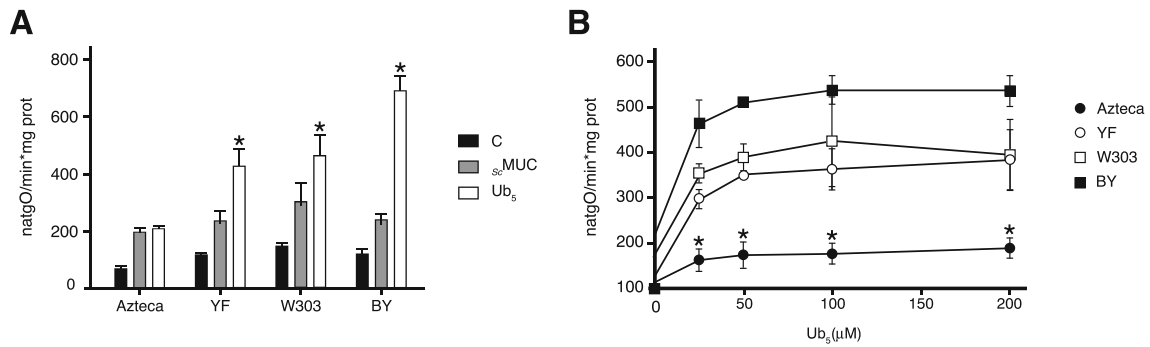 A
800
600
400
200
0
natgO/min*mg prot
*
*
*
Azteca YF W303 BY
C
scMUC
Ub5
B
600
500
400
300
200
100
natgO/min*mg prot
* * * *
0 50 100 150 200
Ub5(μM)
Azteca
YF
W303
BY